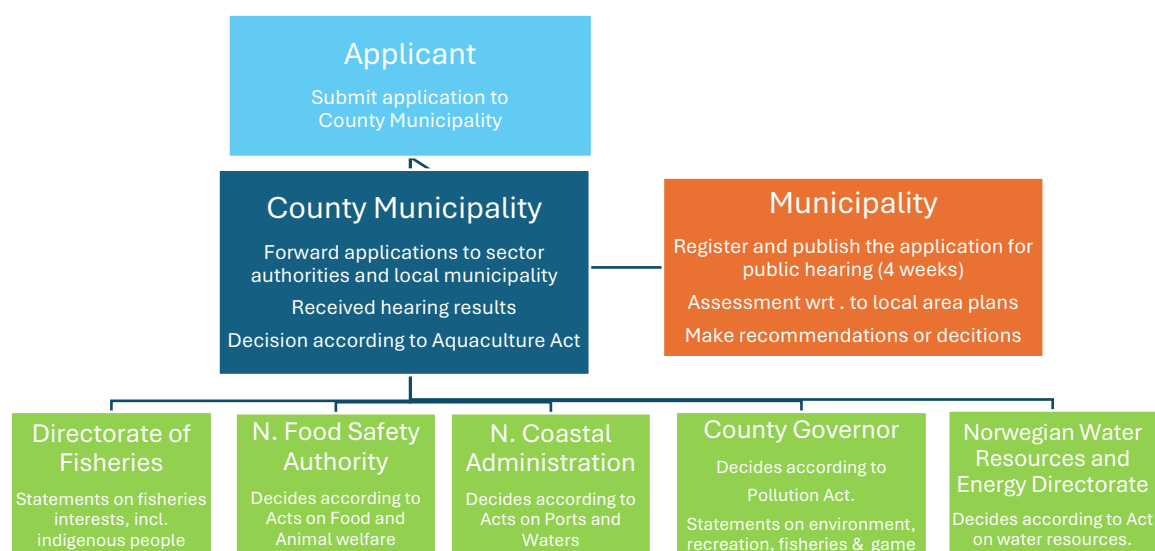 Applicant
Submit application to
County Municipality
County Municipality
Forward applications to sector
authorities and local municipality
Received hearing results
Decision according to Aquaculture Act
Municipality
Register and publish the application for
public hearing (4 weeks)
Assessment wrt . to local area plans
Make recommendations or decitions
Directorate of
Fisheries
Statements on fisheries
interests, incl.
indigenous people
N. Food Safety
Authority
Decides according to
Acts on Food and
Animal welfare
N. Coastal
Administration
Decides according to
Acts on Ports and
Waters
County Governor
Decides according to
Pollution Act.
Statements on environment,
recreation, fisheries & game
Norwegian Water
Resources and
Energy Directorate
Decides according to Act
on water resources.